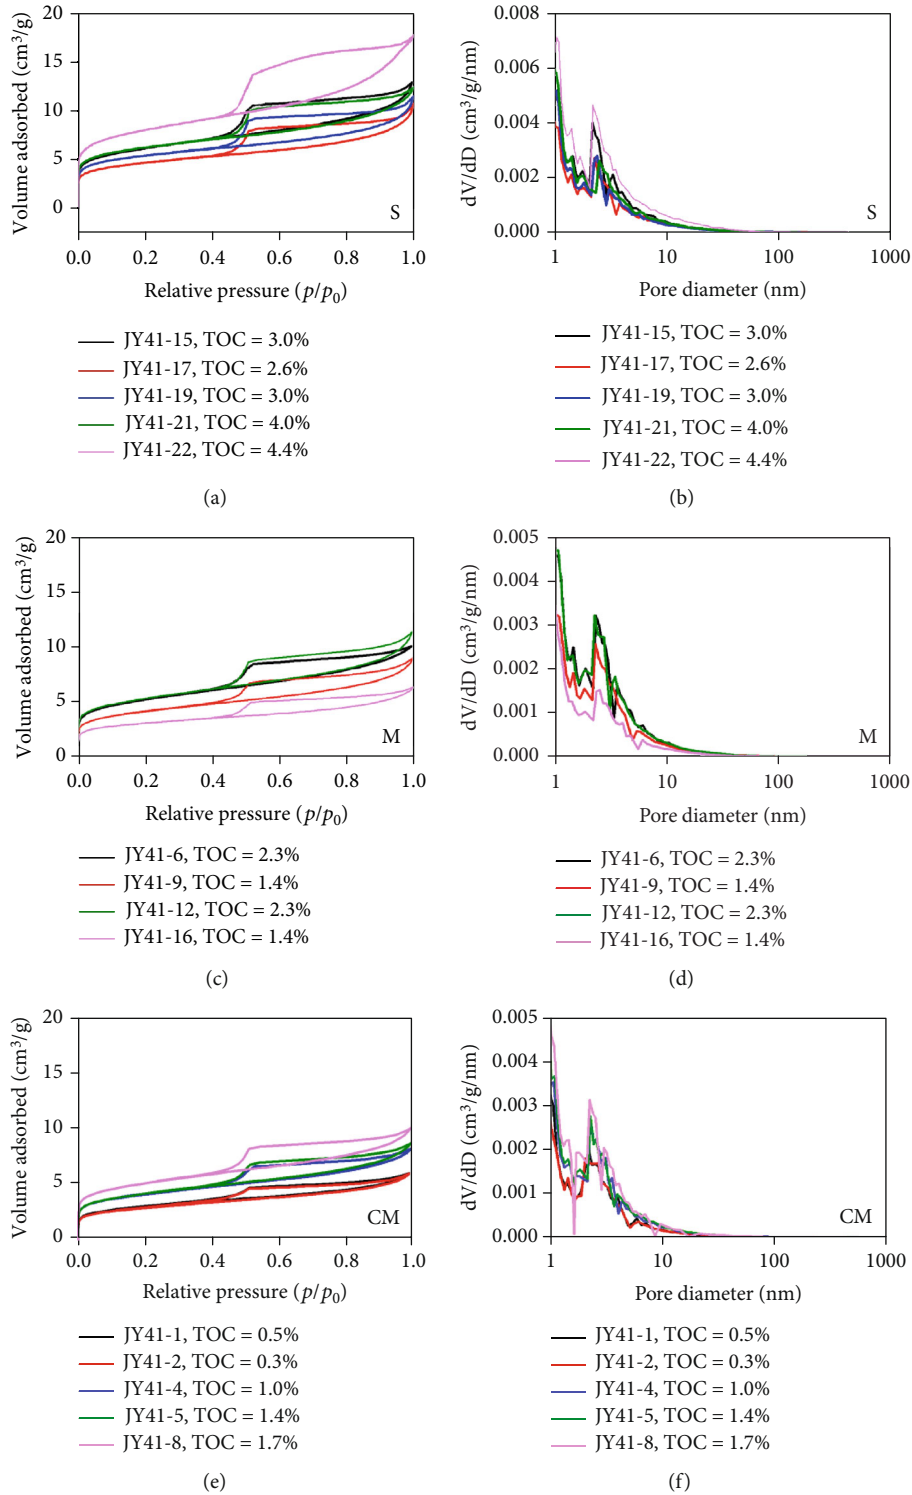 20
15
10
5
0
Volume adsorbed (cm³/g)
S
0.0 0.2 0.4 0.6 0.8 1.0
Relative pressure (p/p₀)
JY41-15, TOC = 3.0%
JY41-17, TOC = 2.6%
JY41-19, TOC = 3.0%
JY41-21, TOC = 4.0%
JY41-22, TOC = 4.4%
(a)
0.008
0.006
0.004
0.002
0.000
dV/dD (cm³/g/nm)
S
1 10 100 1000
Pore diameter (nm)
JY41-15, TOC = 3.0%
JY41-17, TOC = 2.6%
JY41-19, TOC = 3.0%
JY41-21, TOC = 4.0%
JY41-22, TOC = 4.4%
(b)
20
15
10
5
0
Volume adsorbed (cm³/g)
M
0.0 0.2 0.4 0.6 0.8 1.0
Relative pressure (p/p₀)
JY41-6, TOC = 2.3%
JY41-9, TOC = 1.4%
JY41-12, TOC = 2.3%
JY41-16, TOC = 1.4%
(c)
0.005
0.004
0.003
0.002
0.001
0.000
dV/dD (cm³/g/nm)
M
1 10 100 1000
Pore diameter (nm)
JY41-6, TOC = 2.3%
JY41-9, TOC = 1.4%
JY41-12, TOC = 2.3%
JY41-16, TOC = 1.4%
(d)
20
15
10
5
0
Volume adsorbed (cm³/g)
CM
0.0 0.2 0.4 0.6 0.8 1.0
Relative pressure (p/p₀)
JY41-1, TOC = 0.5%
JY41-2, TOC = 0.3%
JY41-4, TOC = 1.0%
JY41-5, TOC = 1.4%
JY41-8, TOC = 1.7%
(e)
0.005
0.004
0.003
0.002
0.001
0.000
dV/dD (cm³/g/nm)
CM
1 10 100 1000
Pore diameter (nm)
JY41-1, TOC = 0.5%
JY41-2, TOC = 0.3%
JY41-4, TOC = 1.0%
JY41-5, TOC = 1.4%
JY41-8, TOC = 1.7%
(f)